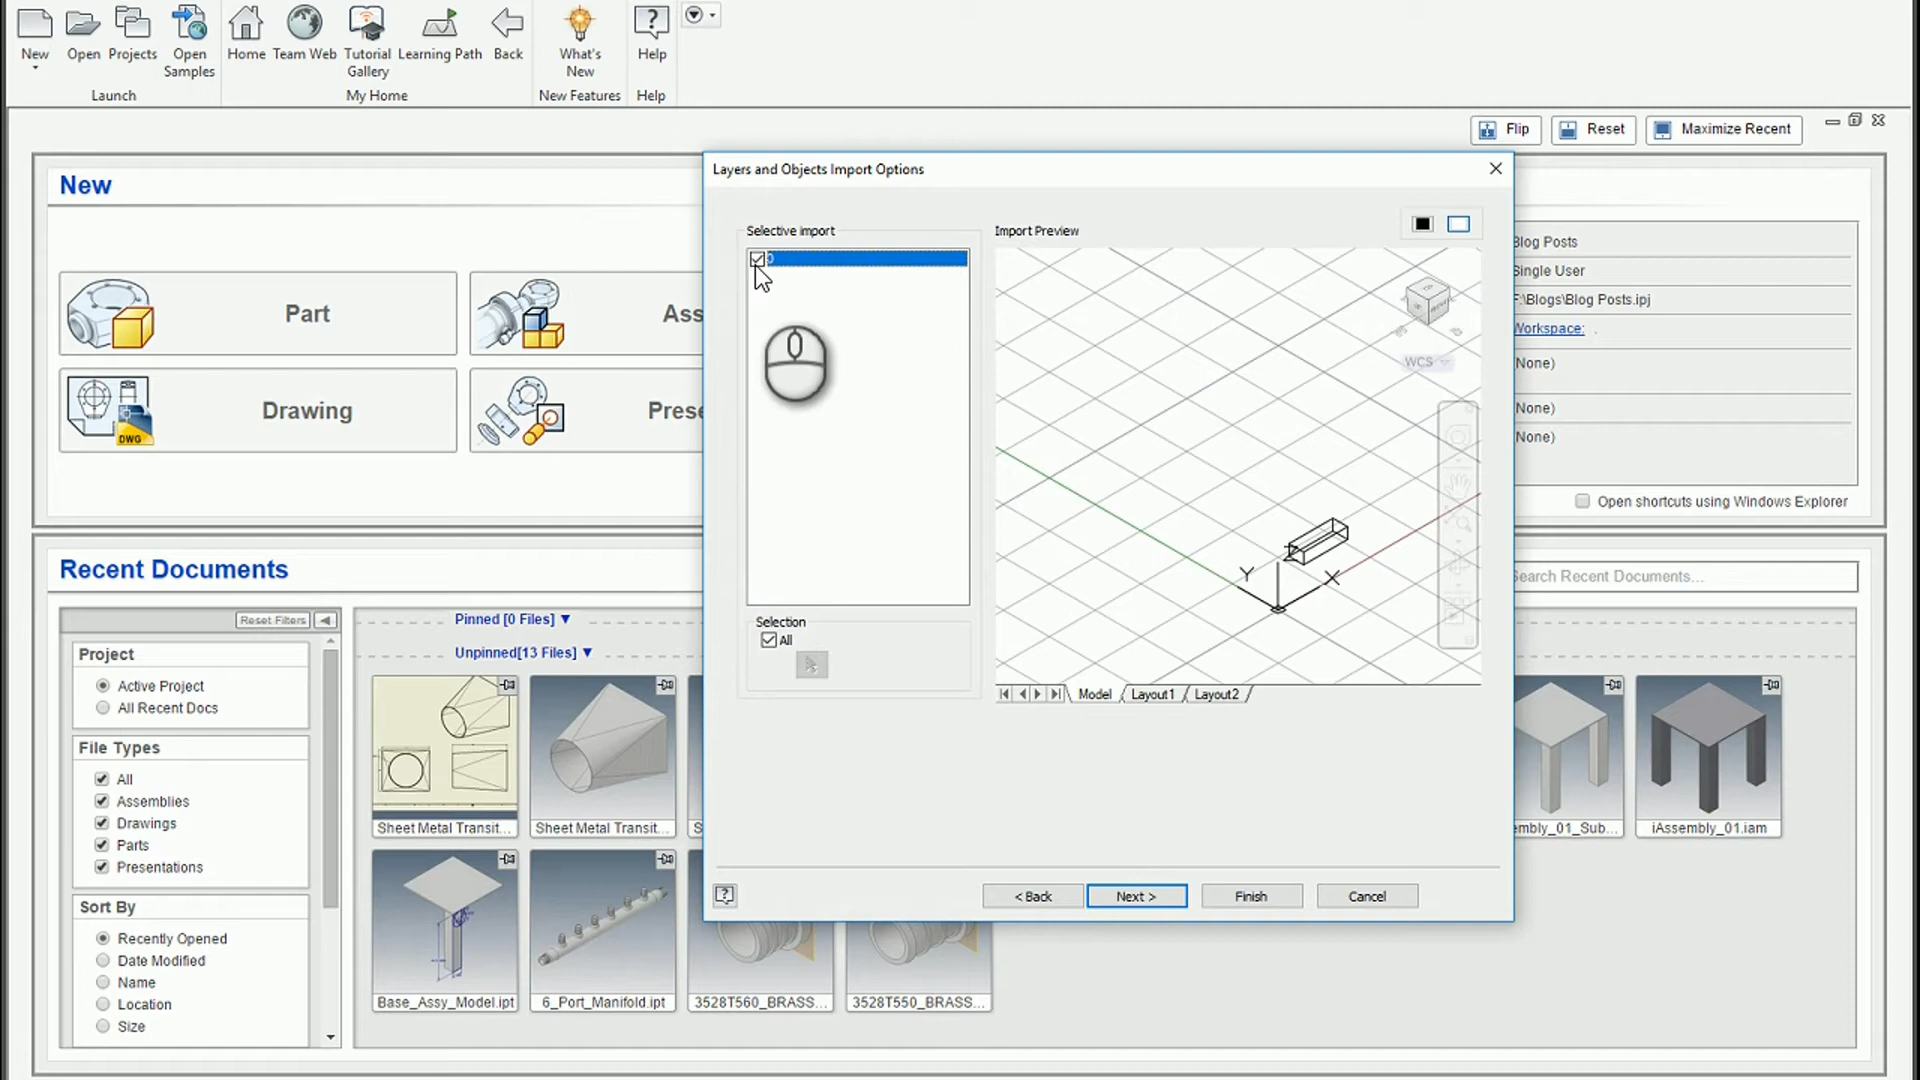 New
Open
Projects
Open
Samples
Home
Team Web
Tutorial
Gallery
Learning Path
Back
What's
New
Help
Launch
My Home
New Features
Help
Flip
Reset
Maximize Recent
New
Part
Ass
Drawing
Prese
DWG
Layers and Objects Import Options
Selective import
0
Import Preview
WCS
Y
X
Selection
All
Model
Layout1
Layout2
< Back
Next >
Finish
Cancel
Blog Posts
Single User
F:\Blogs\Blog Posts.ipj
Workspace: .
(None)
(None)
(None)
Open shortcuts using Windows Explorer
Recent Documents
Search Recent Documents...
Reset Filters
Project
Active Project
All Recent Docs
File Types
All
Assemblies
Drawings
Parts
Presentations
Sort By
Recently Opened
Date Modified
Name
Location
Size
Pinned [0 Files]
Unpinned[13 Files]
Sheet Metal Transit...
Sheet Metal Transit...
S
embly_01_Sub...
iAssembly_01.iam
Base_Assy_Model.ipt
6_Port_Manifold.ipt
3528T560_BRASS...
3528T550_BRASS...